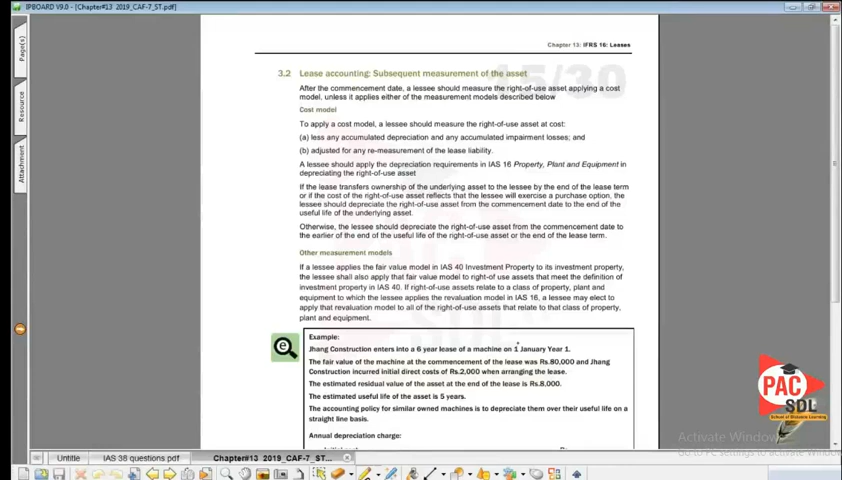 IPBOARD V9.0 - [Chapter#13 2019_CAF-7_ST.pdf]
Page(s)
Resource
Attachment
Chapter 13: IFRS 16: Leases
15/30
3.2 Lease accounting: Subsequent measurement of the asset
After the commencement date, a lessee should measure the right-of-use asset applying a cost
model, unless it applies either of the measurement models described below
Cost model
To apply a cost model, a lessee should measure the right-of-use asset at cost:
(a) less any accumulated depreciation and any accumulated impairment losses; and
(b) adjusted for any re-measurement of the lease liability.
A lessee should apply the depreciation requirements in IAS 16 Property, Plant and Equipment in
depreciating the right-of-use asset
If the lease transfers ownership of the underlying asset to the lessee by the end of the lease term
or if the cost of the right-of-use asset reflects that the lessee will exercise a purchase option, the
lessee should depreciate the right-of-use asset from the commencement date to the end of the
useful life of the underlying asset.
Otherwise, the lessee should depreciate the right-of-use asset from the commencement date to
the earlier of the end of the useful life of the right-of-use asset or the end of the lease term.
Other measurement models
If a lessee applies the fair value model in IAS 40 Investment Property to its investment property,
the lessee shall also apply that fair value model to right-of use assets that meet the definition of
investment property in IAS 40. If right-of-use assets relate to a class of property, plant and
equipment to which the lessee applies the revaluation model in IAS 16, a lessee may elect to
apply that revaluation model to all of the right-of-use assets that relate to that class of property,
plant and equipment.
Example:
Jhang Construction enters into a 6 year lease of a machine on 1 January Year 1.
The fair value of the machine at the commencement of the lease was Rs.80,000 and Jhang
Construction incurred initial direct costs of Rs.2,000 when arranging the lease.
The estimated residual value of the asset at the end of the lease is Rs.8,000.
The estimated useful life of the asset is 5 years.
The accounting policy for similar owned machines is to depreciate them over their useful life on a
straight line basis.
Annual depreciation charge:
PAC
SDL
School of Distance Learning
Activate Windows
Go to PC settings to activate Windows.
Untitle
IAS 38 questions pdf
Chapter#13 2019_CAF-7_ST...